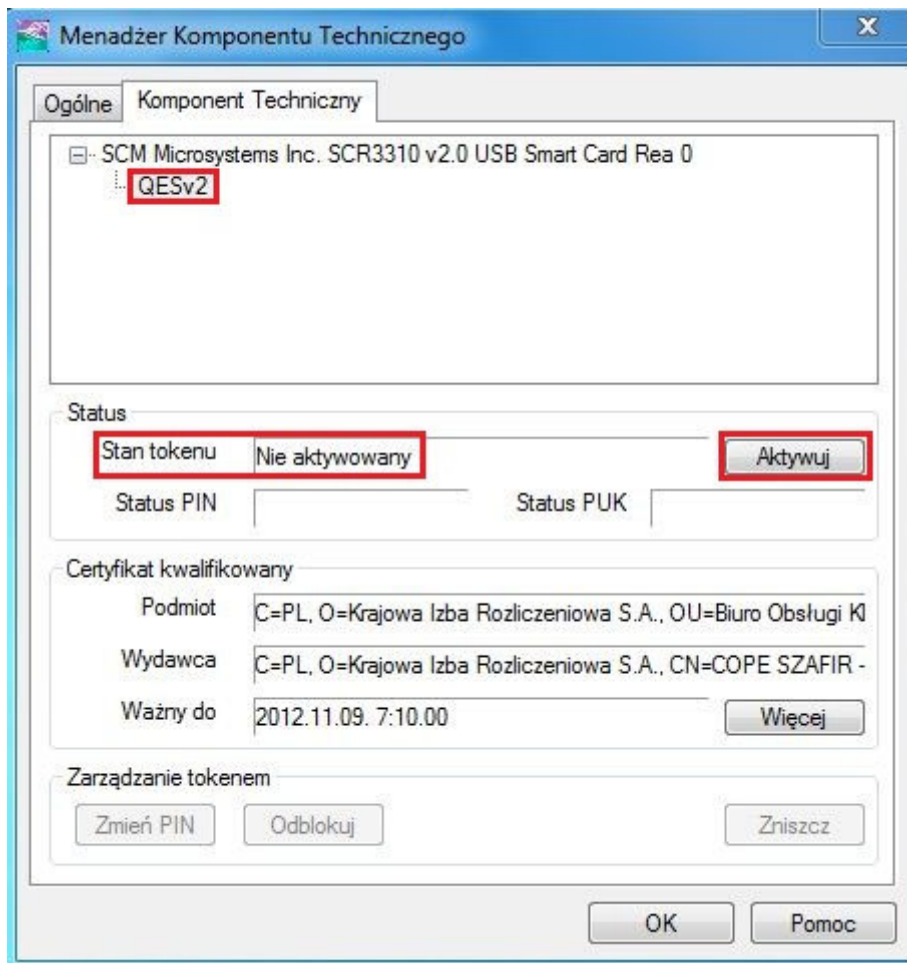 Menadżer Komponentu Technicznego
Ogólne Komponent Techniczny
SCM Microsystems Inc. SCR3310 v2.0 USB Smart Card Rea 0
QESv2
Status
Stan tokenu Nie aktywowany Aktywuj
Status PIN Status PUK
Certyfikat kwalifikowany
Podmiot C=PL, O=Krajowa Izba Rozliczeniowa S.A., OU=Biuro Obsługi Kl
Wydawca C=PL, O=Krajowa Izba Rozliczeniowa S.A., CN=COPE SZAFIR -
Ważny do 2012.11.09. 7:10.00 Więcej
Zarządzanie tokenem
Zmień PIN Odblokuj Zniszcz
OK Pomoc